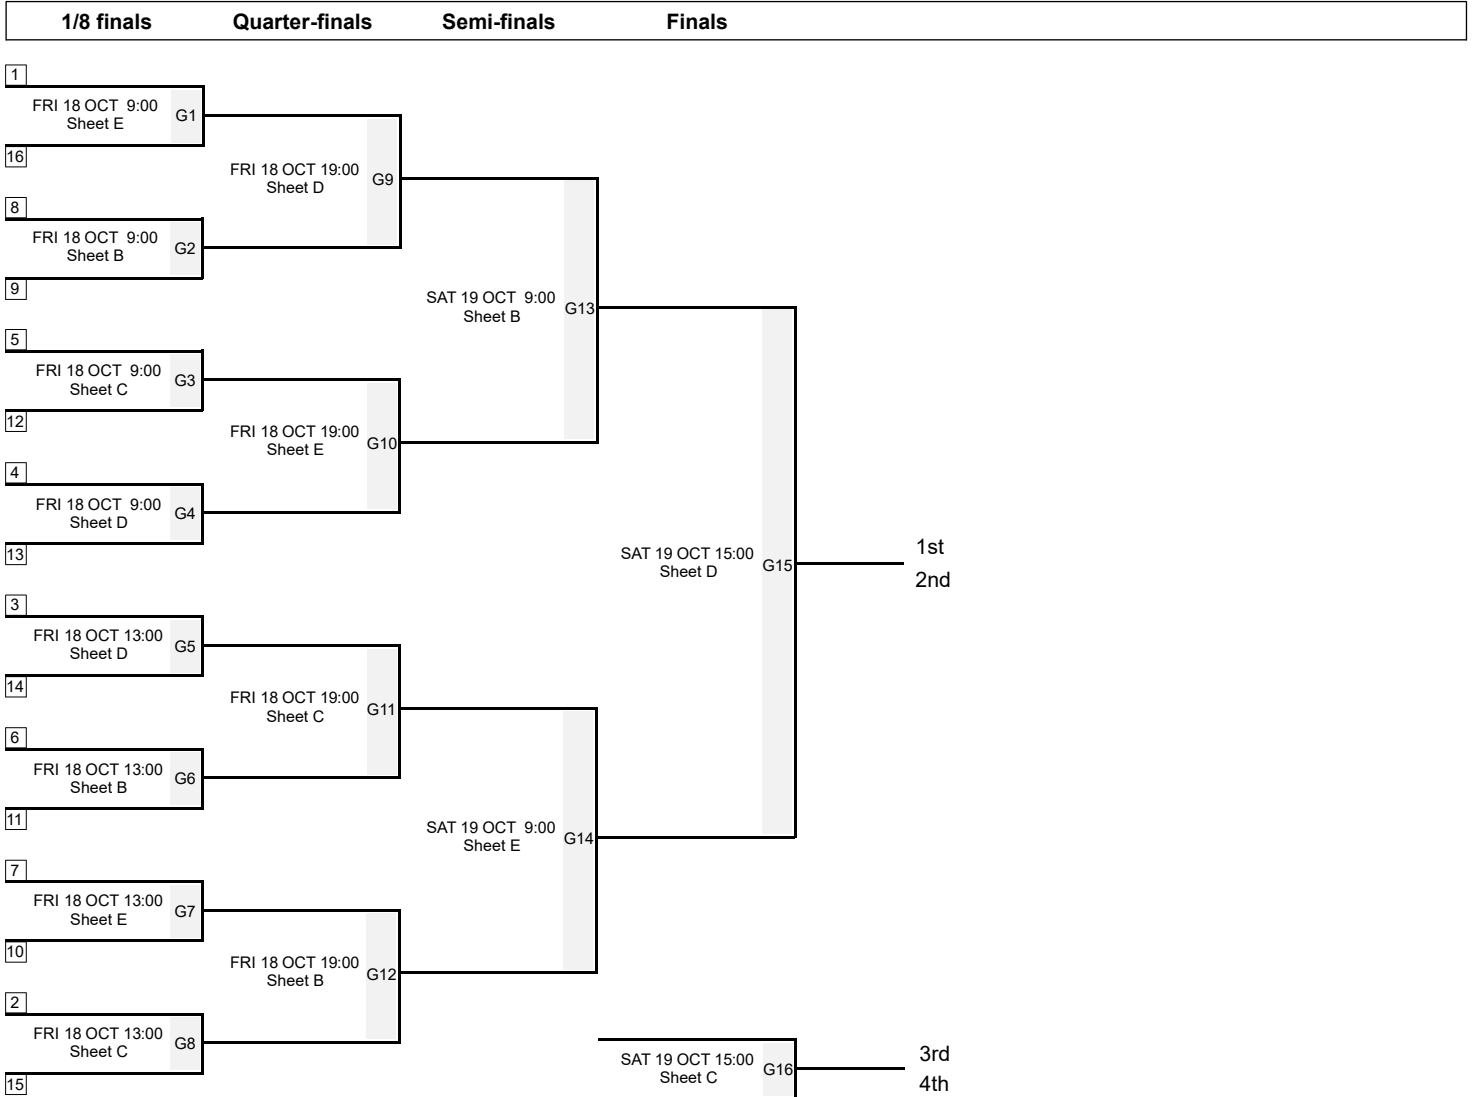 1/8 finals Quarter-finals Semi-finals Finals
1
FRI 18 OCT  9:00
Sheet E
G1
16
FRI 18 OCT 19:00
Sheet D
G9
8
FRI 18 OCT  9:00
Sheet B
G2
9
SAT 19 OCT  9:00
Sheet B
G13
5
FRI 18 OCT  9:00
Sheet C
G3
12
FRI 18 OCT 19:00
Sheet E
G10
4
FRI 18 OCT  9:00
Sheet D
G4
13
SAT 19 OCT 15:00
Sheet D
G15
1st
2nd
3
FRI 18 OCT 13:00
Sheet D
G5
14
FRI 18 OCT 19:00
Sheet C
G11
6
FRI 18 OCT 13:00
Sheet B
G6
11
SAT 19 OCT  9:00
Sheet E
G14
7
FRI 18 OCT 13:00
Sheet E
G7
10
FRI 18 OCT 19:00
Sheet B
G12
2
FRI 18 OCT 13:00
Sheet C
G8
15
SAT 19 OCT 15:00
Sheet C
G16
3rd
4th